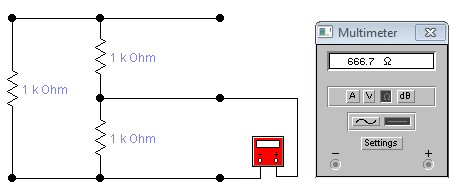 Multimeter
1 k Ohm
666.7 Ω
1 k Ohm
A V Ω dB
1 k Ohm
Settings
− +